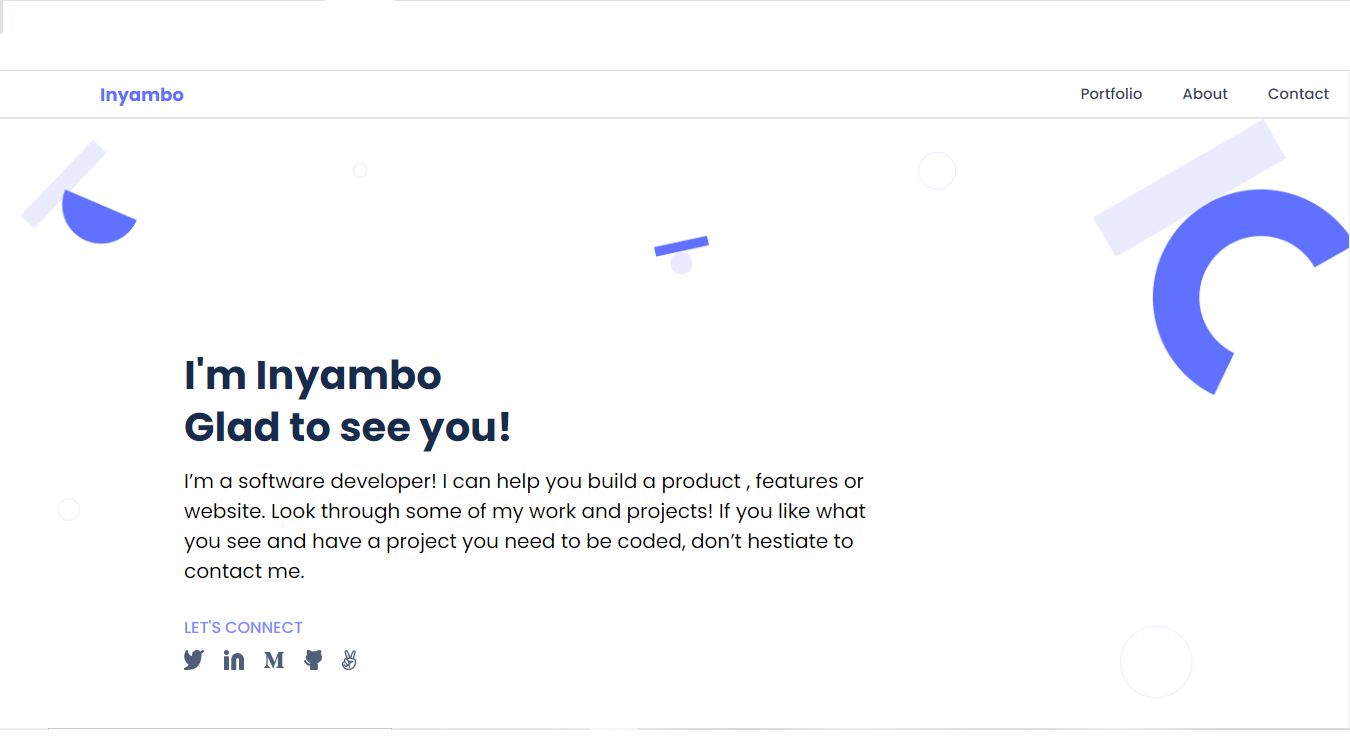 Inyambo
Portfolio About Contact
I'm Inyambo
Glad to see you!
I’m a software developer! I can help you build a product , features or
website. Look through some of my work and projects! If you like what
you see and have a project you need to be coded, don’t hestiate to
contact me.
LET'S CONNECT